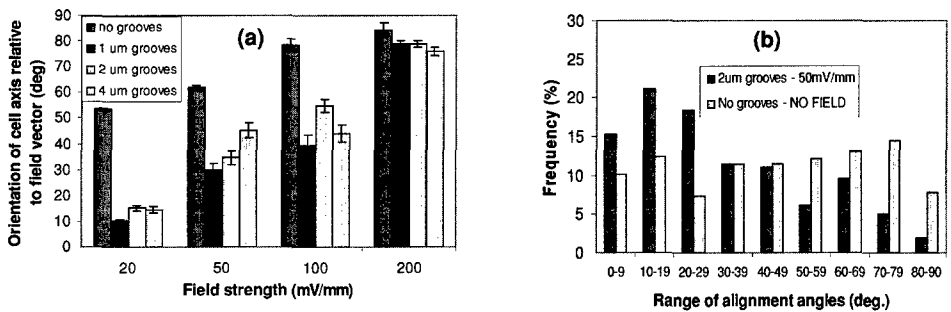 (a)
no grooves
1 um grooves
2 um grooves
4 um grooves
Orientation of cell axis relative
to field vector (deg)
90
80
70
60
50
40
30
20
10
0
20 50 100 200
Field strength (mV/mm)
(b)
2um grooves - 50mV/mm
No grooves - NO FIELD
Frequency (%)
30
25
20
15
10
5
0
0-9 10-19 20-29 30-39 40-49 50-59 60-69 70-79 80-90
Range of alignment angles (deg.)